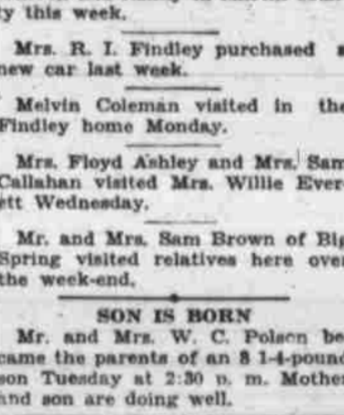 ty this week.
Mrs. R. I. Findley purchased a
new car last week.
Melvin Coleman visited in the
Findley home Monday.
Mrs. Floyd Ashley and Mrs. Sam
Callahan visited Mrs. Willie Ever-
ett Wednesday.
Mr. and Mrs. Sam Brown of Big
Spring visited relatives here over
the week-end.
SON IS BORN
Mr. and Mrs. W. C. Polsen be-
came the parents of an 8 1-4-pound
son Tuesday at 2:30 p. m. Mother
and son are doing well.